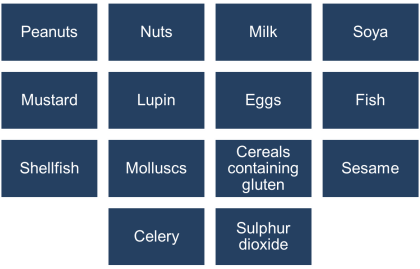 Peanuts
Nuts
Milk
Soya
Mustard
Lupin
Eggs
Fish
Shellfish
Molluscs
Cereals
containing
gluten
Sesame
Celery
Sulphur
dioxide